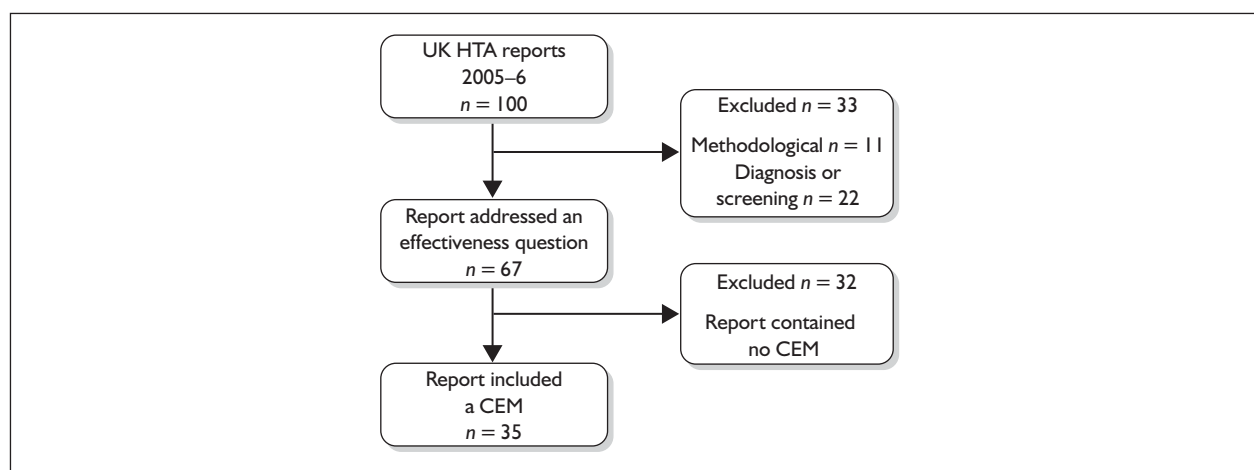 UK HTA reports
2005–6
n = 100
Excluded n = 33
Methodological n = 11
Diagnosis or
screening n = 22
Report addressed an
effectiveness question
n = 67
Excluded n = 32
Report contained
no CEM
Report included
a CEM
n = 35